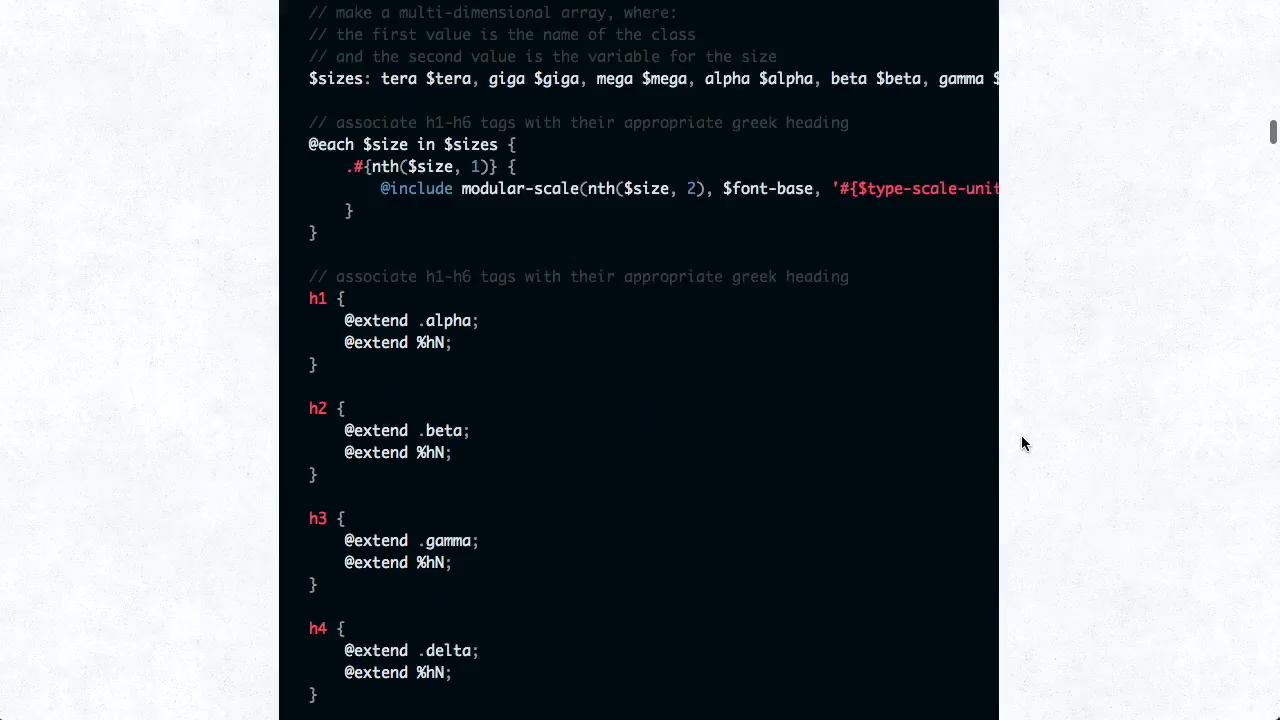 // make a multi-dimensional array, where:
// the first value is the name of the class
// and the second value is the variable for the size
$sizes: tera $tera, giga $giga, mega $mega, alpha $alpha, beta $beta, gamma $
// associate h1-h6 tags with their appropriate greek heading
@each $size in $sizes {
.#{nth($size, 1)} {
@include modular-scale(nth($size, 2), $font-base, '#{$type-scale-unit
}
}
// associate h1-h6 tags with their appropriate greek heading
h1 {
@extend .alpha;
@extend %hN;
}
h2 {
@extend .beta;
@extend %hN;
}
h3 {
@extend .gamma;
@extend %hN;
}
h4 {
@extend .delta;
@extend %hN;
}